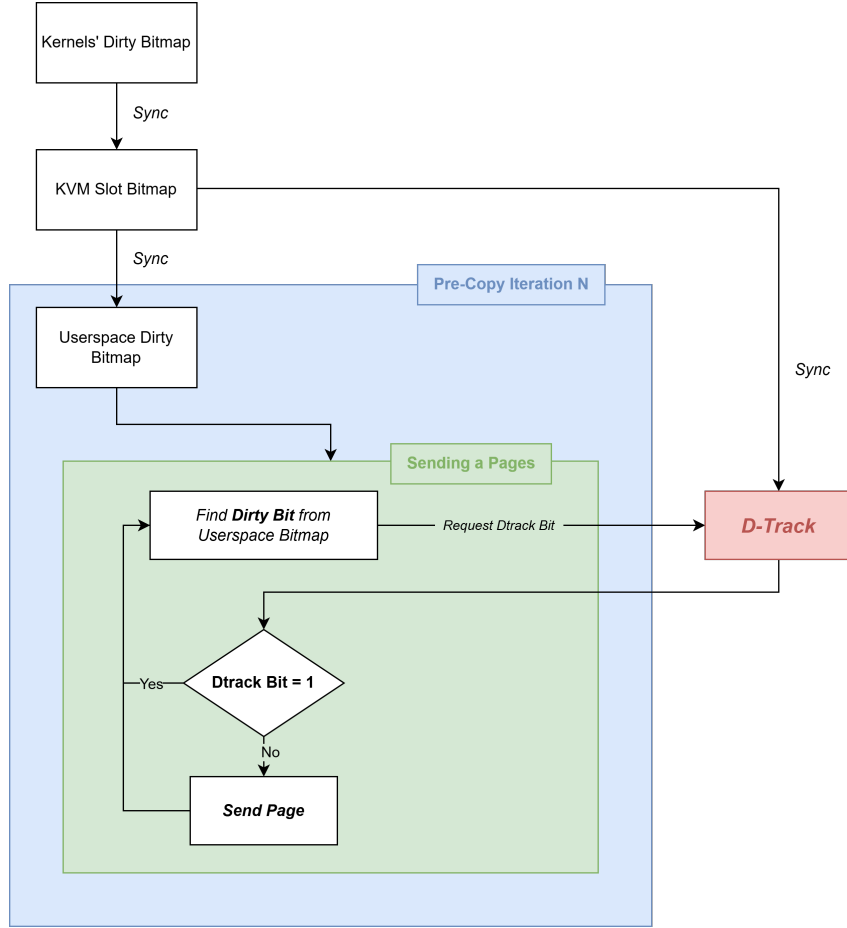 Kernels' Dirty Bitmap
Sync
KVM Slot Bitmap
Sync
Pre-Copy Iteration N
Userspace Dirty
Bitmap
Sync
Sending a Pages
Find Dirty Bit from
Userspace Bitmap
Request Dtrack Bit
D-Track
Dtrack Bit = 1
Yes
No
Send Page